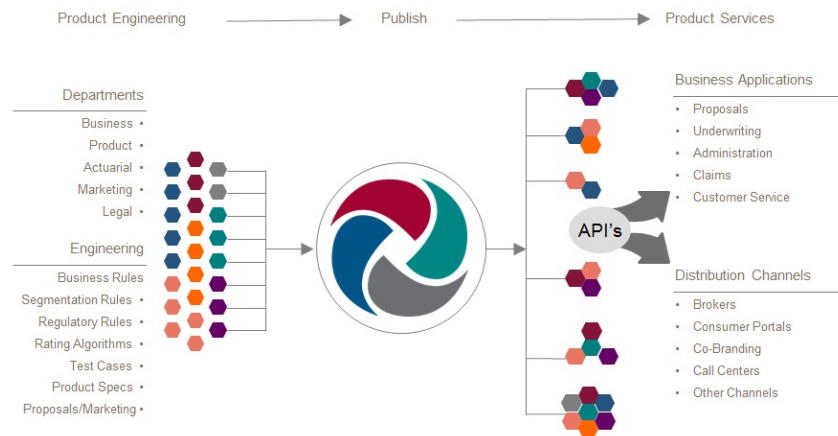 Product Engineering
Publish
Product Services
Departments
Business •
Product •
Actuarial •
Marketing •
Legal •
Engineering
Business Rules
Segmentation Rules •
Regulatory Rules •
Rating Algorithms •
Test Cases •
Product Specs •
Proposals/Marketing •
API's
Business Applications
• Proposals
• Underwriting
• Administration
• Claims
• Customer Service
Distribution Channels
• Brokers
• Consumer Portals
• Co-Branding
• Call Centers
• Other Channels